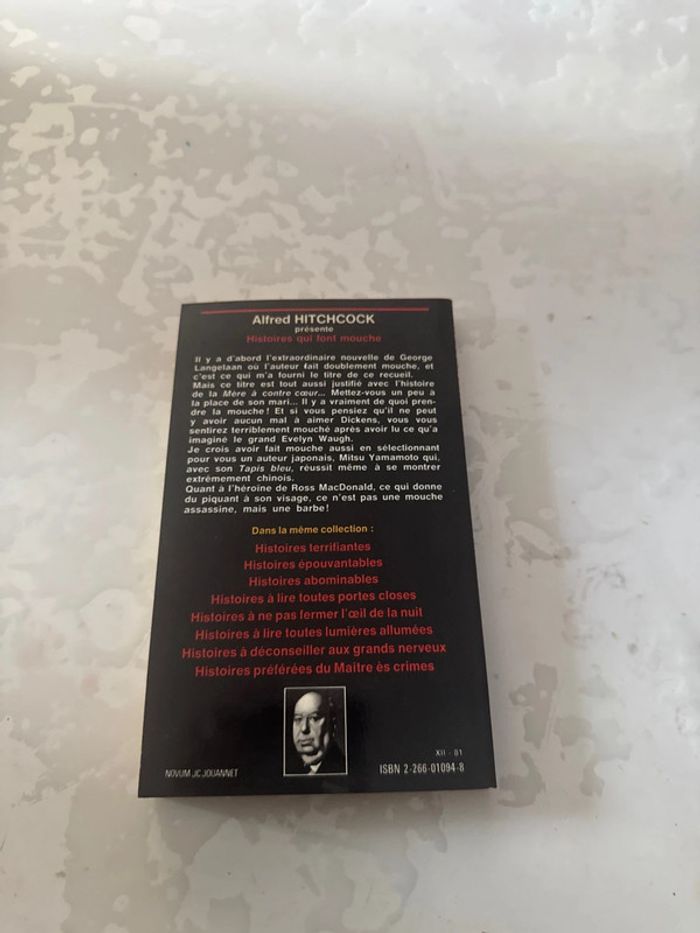 Alfred HITCHCOCK
présente
Histoires qui font mouche
Il y a d'abord l'extraordinaire nouvelle de George
Langelaan où l'auteur fait doublement mouche, et
c'est ce qui m'a fourni le titre de ce recueil.
Mais ce titre est tout aussi justifié avec l'histoire
de la Mère à contre cœur... Mettez-vous un peu à
la place de son mari... Il y a vraiment de quoi pren-
dre la mouche! Et si vous pensiez qu'il ne peut
y avoir aucun mal à aimer Dickens, vous vous
sentirez terriblement mouché après avoir lu ce qu'a
imaginé le grand Evelyn Waugh.
Je crois avoir fait mouche aussi en sélectionnant
pour vous un auteur japonais, Mitsu Yamamoto qui,
avec son Tapis bleu, réussit même à se montrer
extrêmement chinois.
Quant à l'héroïne de Ross MacDonald, ce qui donne
du piquant à son visage, ce n'est pas une mouche
assassine, mais une barbe!
Dans la même collection :
Histoires terrifiantes
Histoires épouvantables
Histoires abominables
Histoires à lire toutes portes closes
Histoires à ne pas fermer l'œil de la nuit
Histoires à lire toutes lumières allumées
Histoires à déconseiller aux grands nerveux
Histoires préférées du Maître ès crimes
XII - 81
NOVUM JC JOUANNET
ISBN 2-266-01094-8